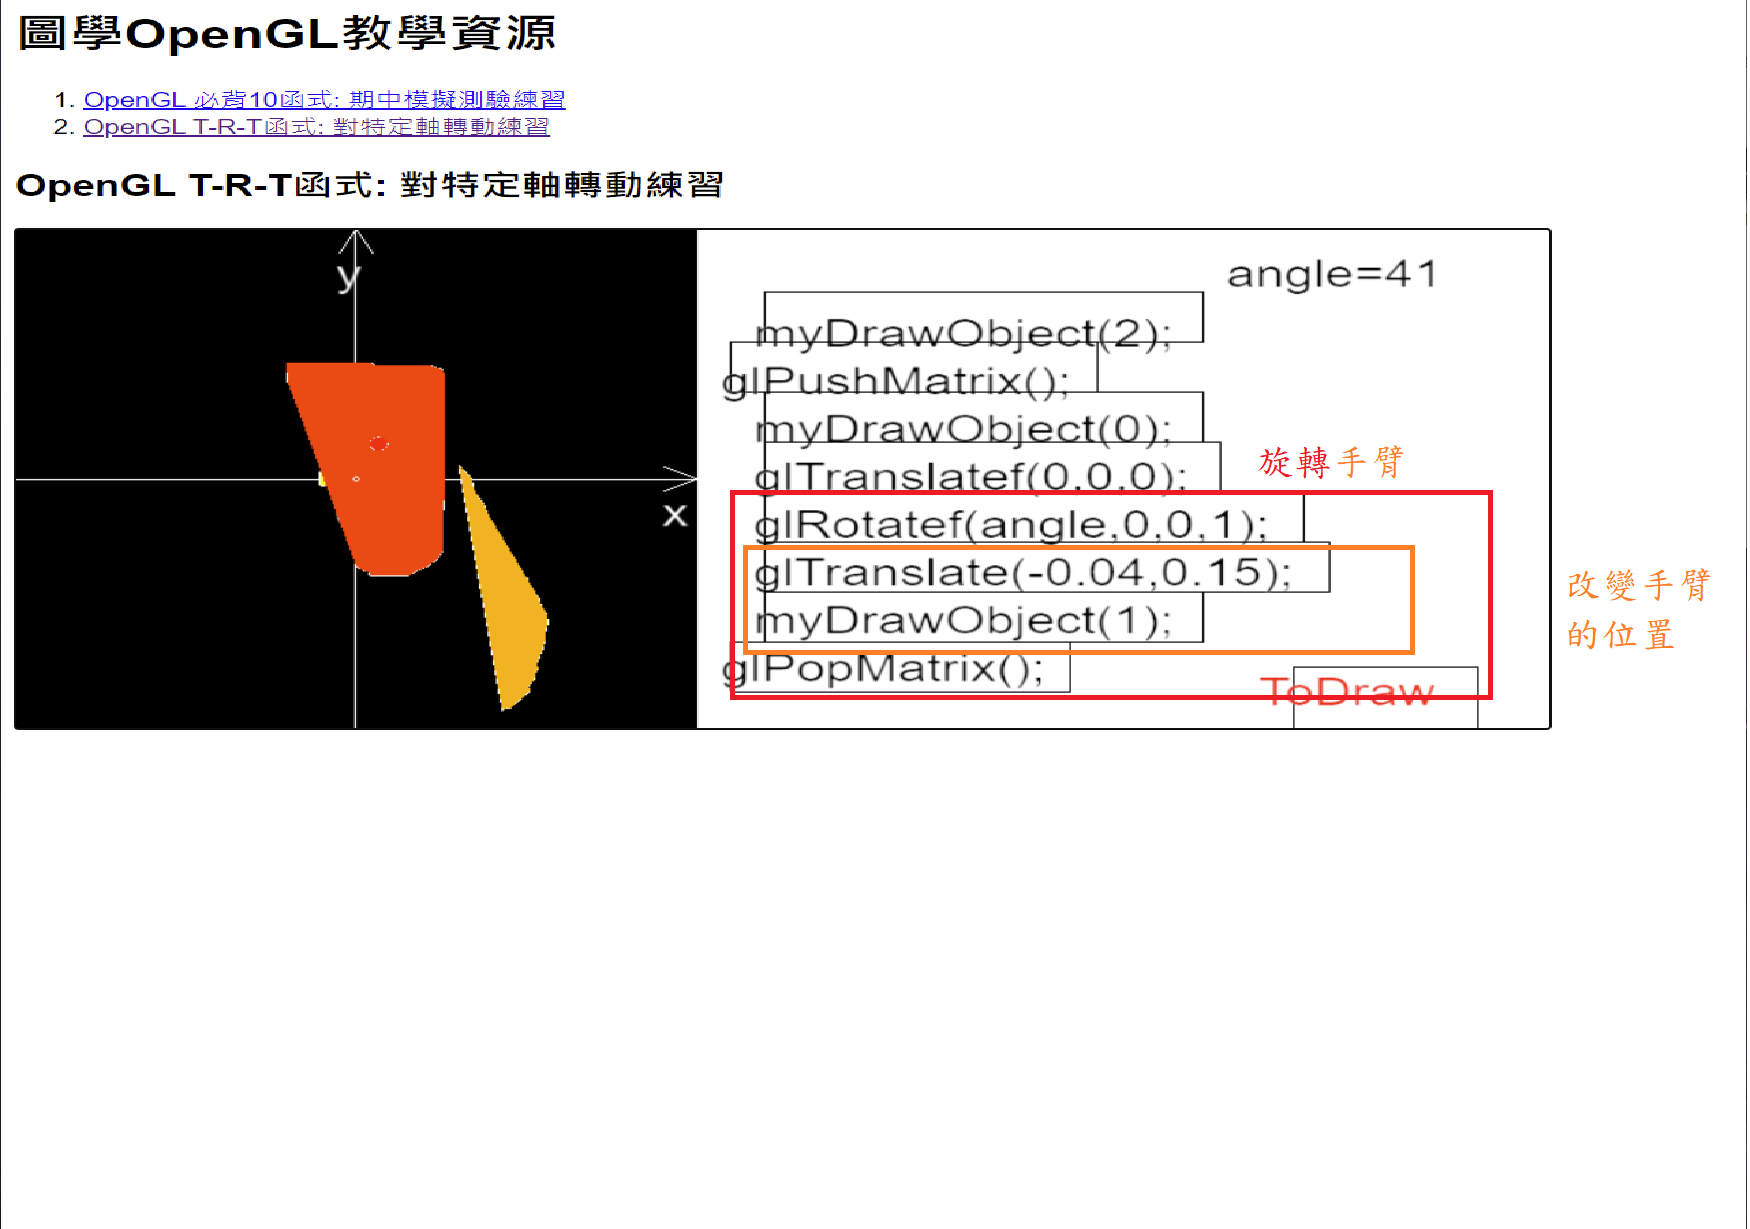 圖學OpenGL教學資源
1. OpenGL 必背10函式: 期中模擬測驗練習
2. OpenGL T-R-T函式: 對特定軸轉動練習
OpenGL T-R-T函式: 對特定軸轉動練習
y
x
angle=41
myDrawObject(2);
glPushMatrix();
myDrawObject(0);
glTranslatef(0,0,0);
旋轉手臂
glRotatef(angle,0,0,1);
glTranslate(-0.04,0.15);
myDrawObject(1);
glPopMatrix();
改變手臂
的位置
ToDraw